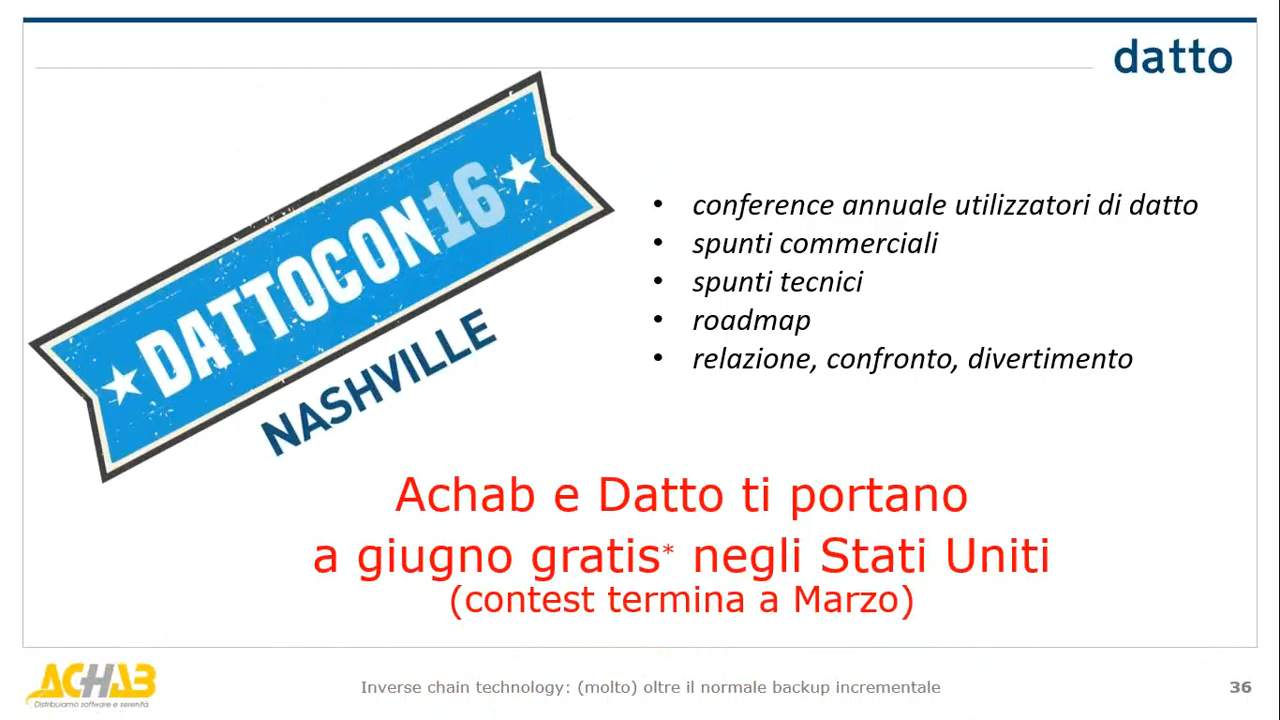 datto
DATTOCON16
NASHVILLE
• conference annuale utilizzatori di datto
• spunti commerciali
• spunti tecnici
• roadmap
• relazione, confronto, divertimento
Achab e Datto ti portano
a giugno gratis* negli Stati Uniti
(contest termina a Marzo)
ACHAB
Distribuiamo software e serenità
Inverse chain technology: (molto) oltre il normale backup incrementale
36